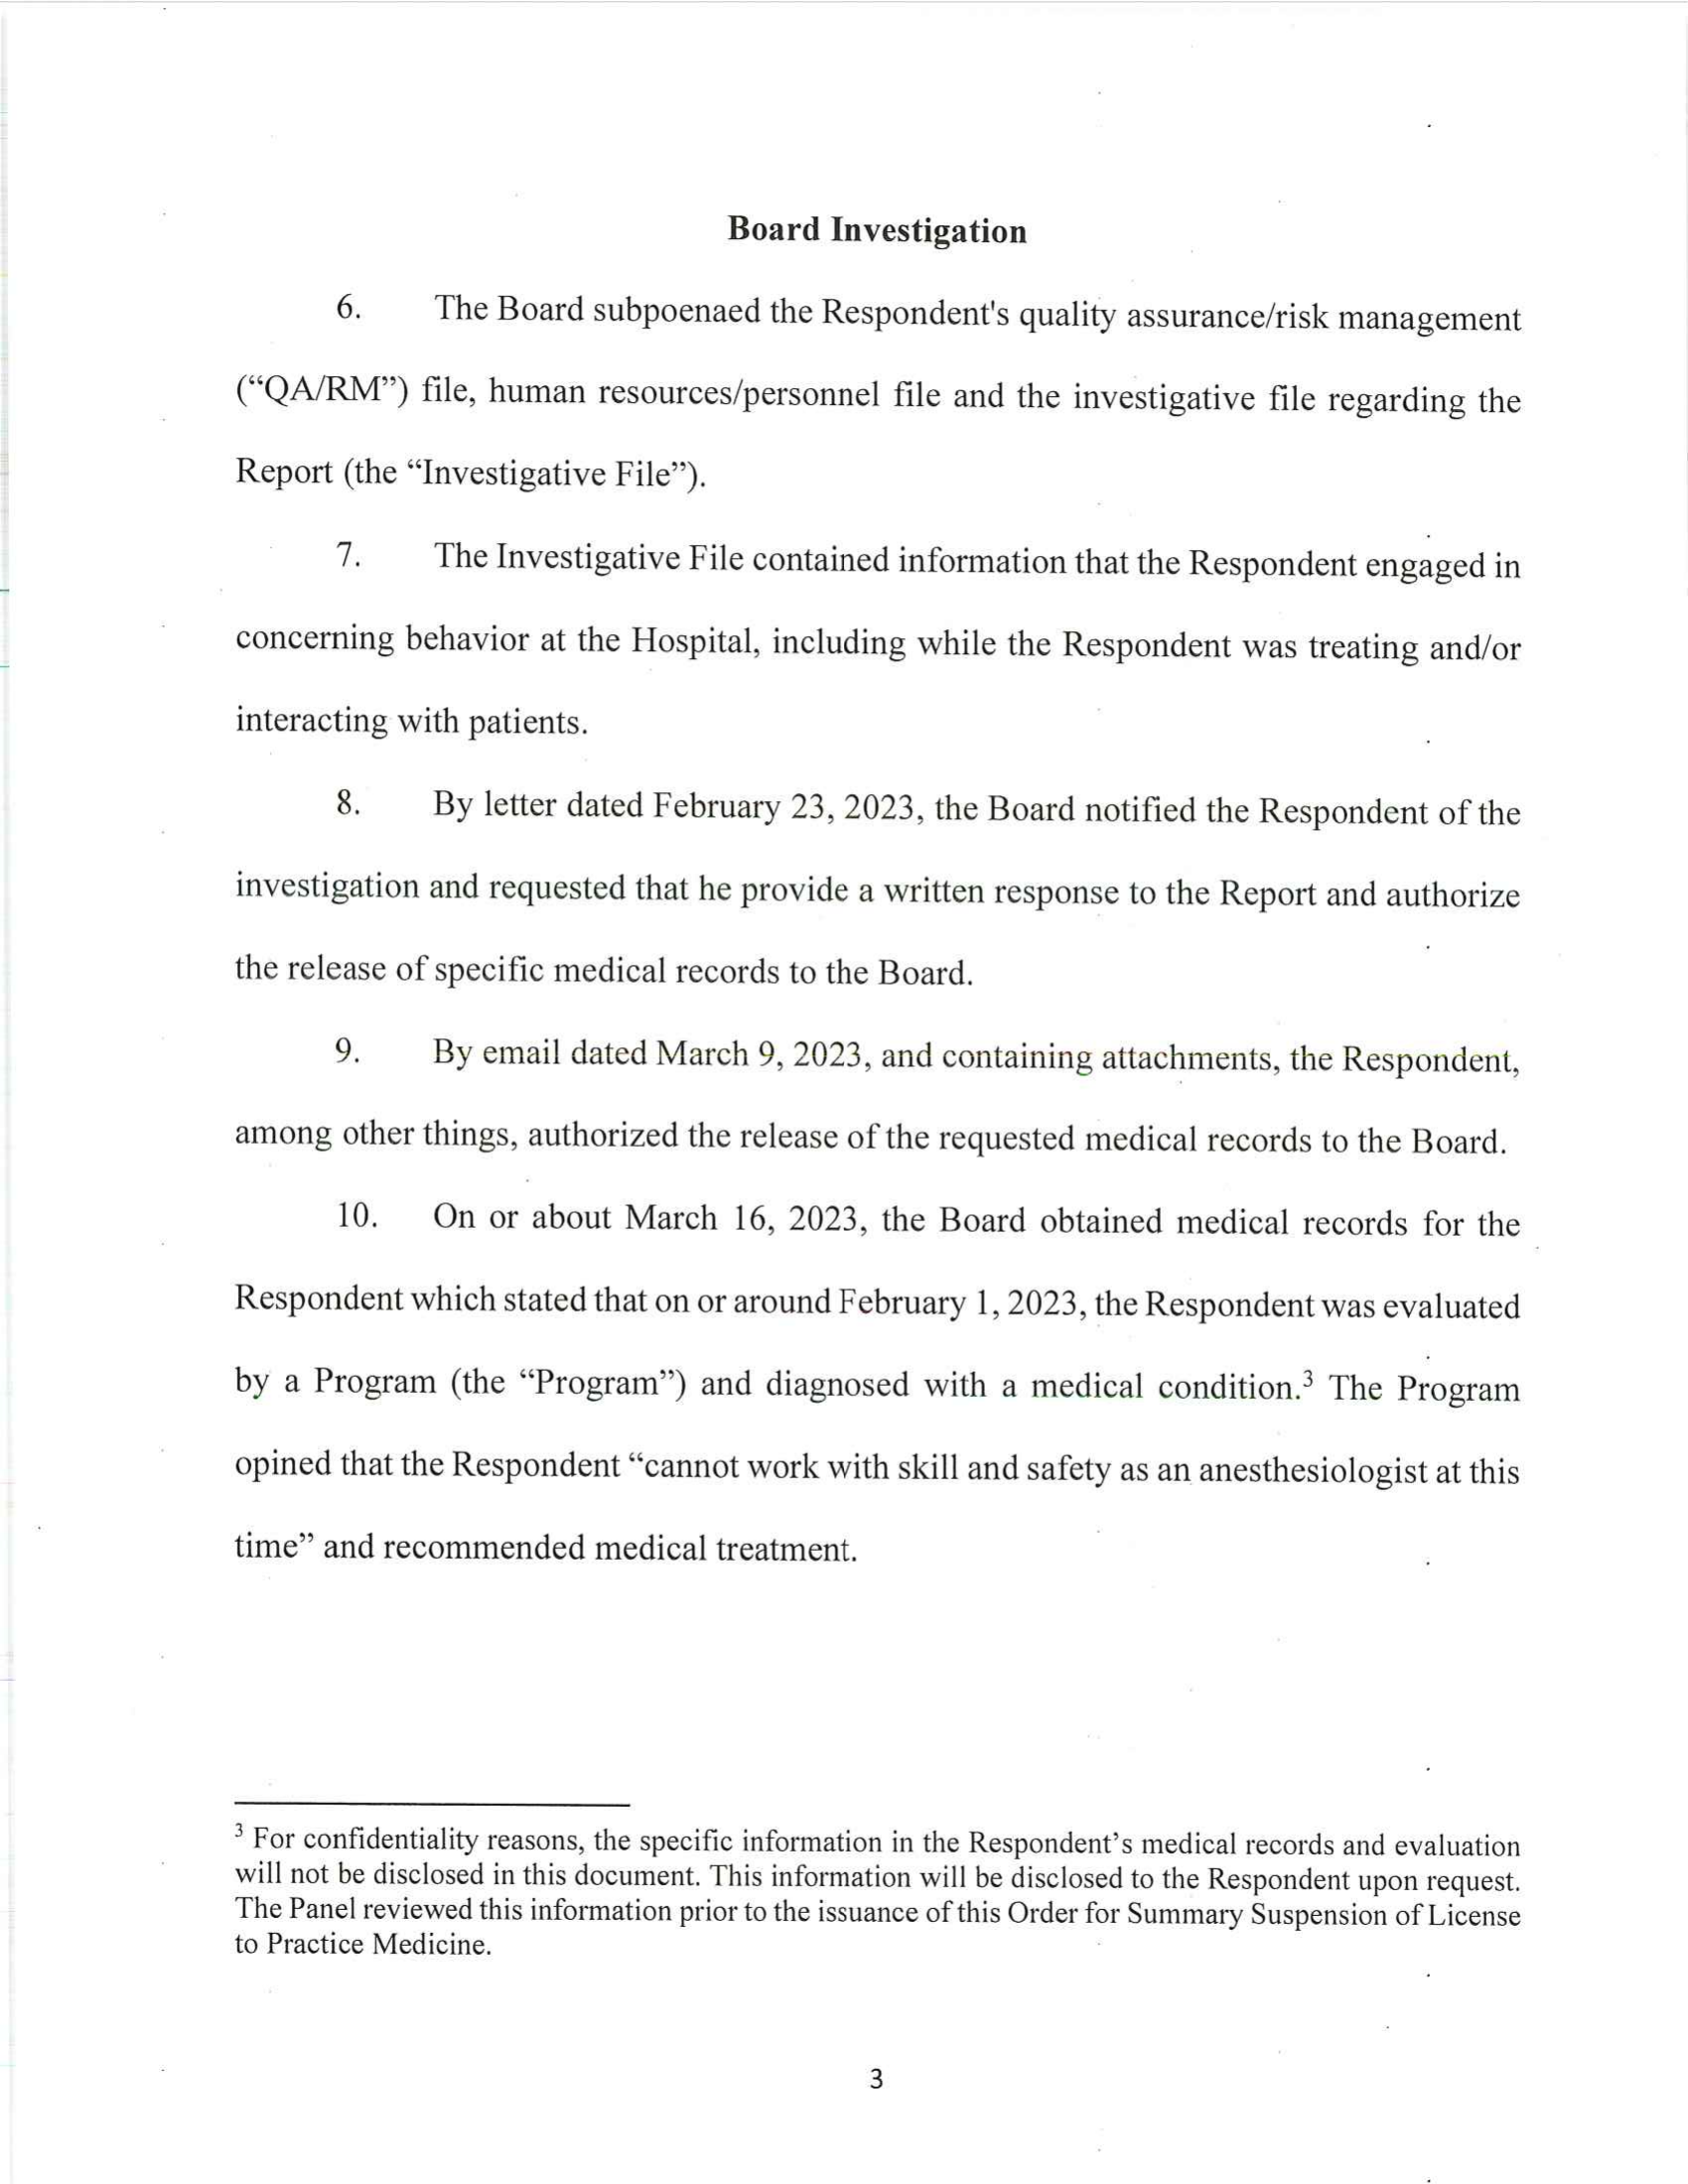 Board Investigation
6. The Board subpoenaed the Respondent's quality assurance/risk management
(“QA/RM”) file, human resources/personnel file and the investigative file regarding the
Report (the “Investigative File”).
7. The Investigative File contained information that the Respondent engaged in
concerning behavior at the Hospital, including while the Respondent was treating and/or
interacting with patients.
8. By letter dated February 23, 2023, the Board notified the Respondent of the
investigation and requested that he provide a written response to the Report and authorize
the release of specific medical records to the Board.
9. By email dated March 9, 2023, and containing attachments, the Respondent,
among other things, authorized the release of the requested medical records to the Board.
10. On or about March 16, 2023, the Board obtained medical records for the
Respondent which stated that on or around February 1, 2023, the Respondent was evaluated
by a Program (the “Program”) and diagnosed with a medical condition.³ The Program
opined that the Respondent “cannot work with skill and safety as an anesthesiologist at this
time” and recommended medical treatment.
³ For confidentiality reasons, the specific information in the Respondent’s medical records and evaluation
will not be disclosed in this document. This information will be disclosed to the Respondent upon request.
The Panel reviewed this information prior to the issuance of this Order for Summary Suspension of License
to Practice Medicine.
3